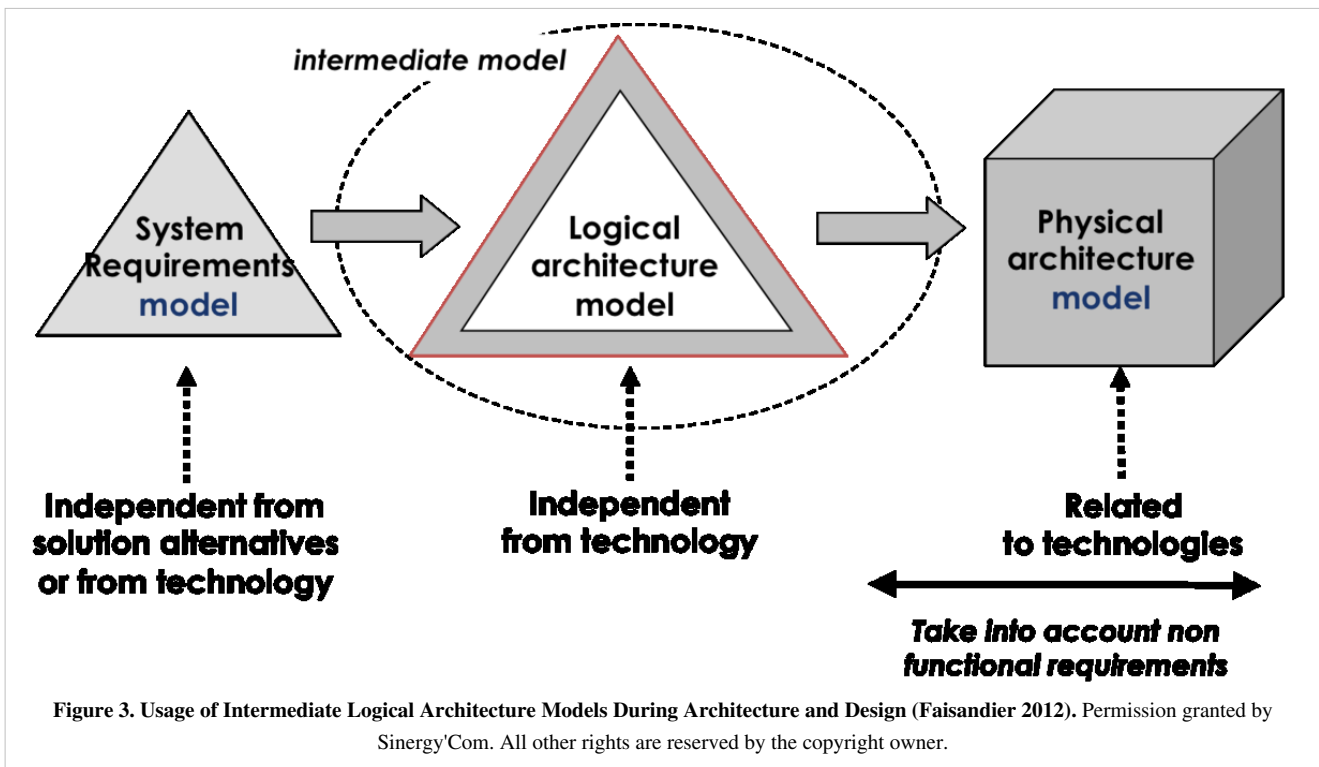 intermediate model
System
Requirements
model
Logical
architecture
model
Physical
architecture
model
Independent from
solution alternatives
or from technology
Independent
from technology
Related
to technologies
Take into account non
functional requirements
Figure 3. Usage of Intermediate Logical Architecture Models During Architecture and Design (Faisandier 2012). Permission granted by
Sinergy'Com. All other rights are reserved by the copyright owner.